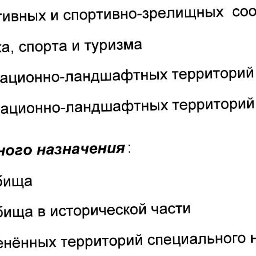 тивных и спортивно-зрелищных соо
ха, спорта и туризма
ационно-ландшафтных территорий
ационно-ландшафтных территорий
ного назначения:
бища
бища в исторической части
енённых территорий специального н